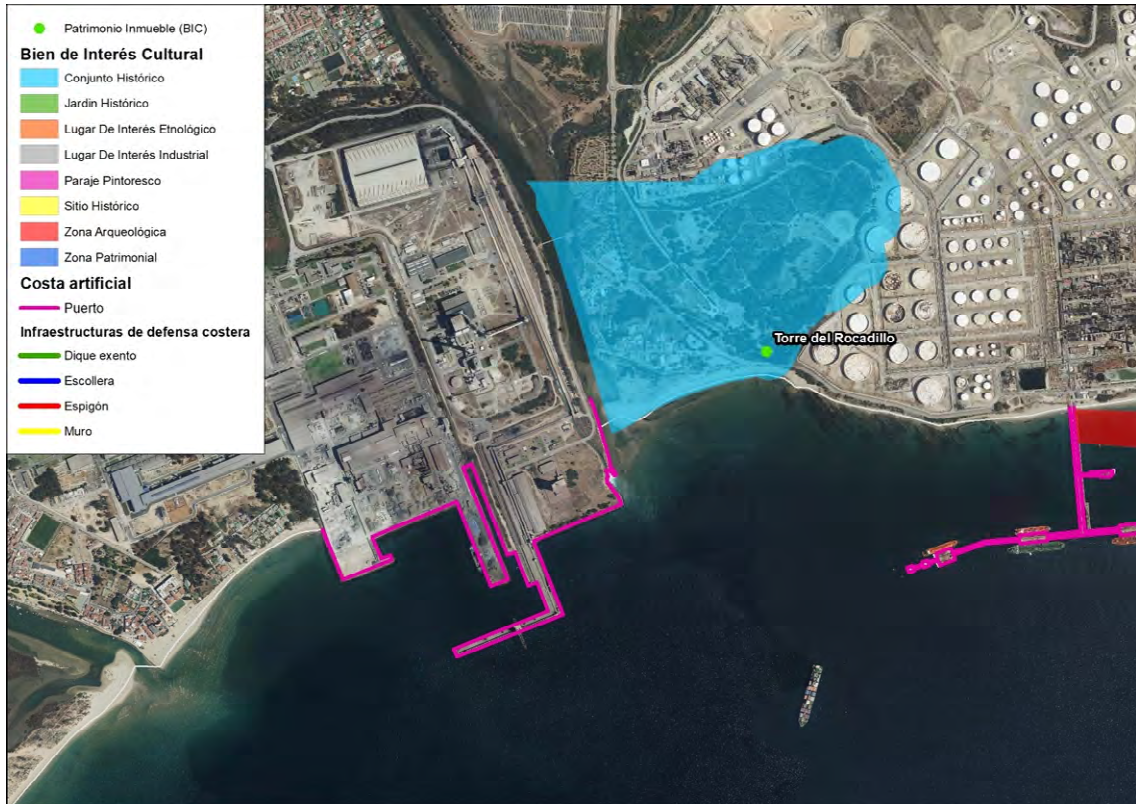 Patrimonio Inmueble (BIC)
Bien de Interés Cultural
Conjunto Histórico
Jardin Histórico
Lugar De Interés Etnológico
Lugar De Interés Industrial
Paraje Pintoresco
Sitio Histórico
Zona Arqueológica
Zona Patrimonial
Costa artificial
Puerto
Infraestructuras de defensa costera
Dique exento
Escollera
Espigón
Muro
Torre del Rocadillo